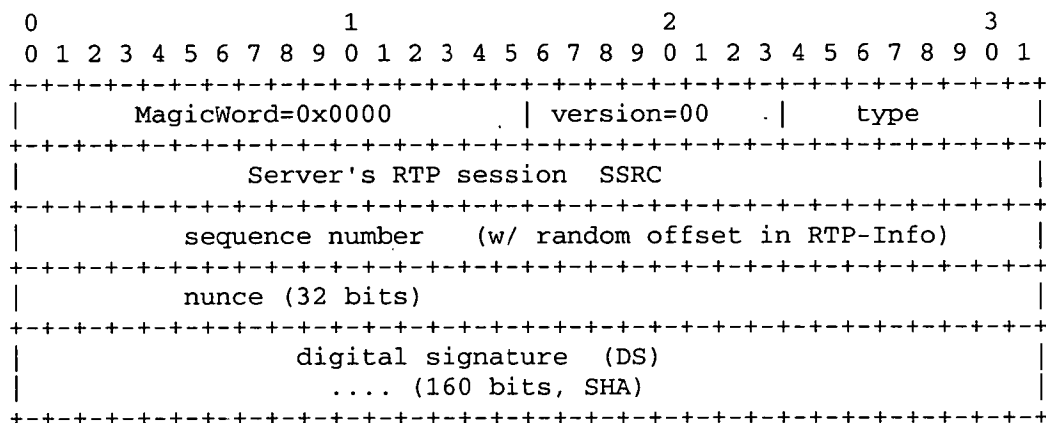 0                   1                   2                   3
0 1 2 3 4 5 6 7 8 9 0 1 2 3 4 5 6 7 8 9 0 1 2 3 4 5 6 7 8 9 0 1
+-+-+-+-+-+-+-+-+-+-+-+-+-+-+-+-+-+-+-+-+-+-+-+-+-+-+-+-+-+-+-+-+
| MagicWord=0x0000 | version=00 | type |
+-+-+-+-+-+-+-+-+-+-+-+-+-+-+-+-+-+-+-+-+-+-+-+-+-+-+-+-+-+-+-+-+
| Server's RTP session SSRC |
+-+-+-+-+-+-+-+-+-+-+-+-+-+-+-+-+-+-+-+-+-+-+-+-+-+-+-+-+-+-+-+-+
| sequence number (w/ random offset in RTP-Info) |
+-+-+-+-+-+-+-+-+-+-+-+-+-+-+-+-+-+-+-+-+-+-+-+-+-+-+-+-+-+-+-+-+
| nunce (32 bits) |
+-+-+-+-+-+-+-+-+-+-+-+-+-+-+-+-+-+-+-+-+-+-+-+-+-+-+-+-+-+-+-+-+
| digital signature (DS) |
| .... (160 bits, SHA) |
+-+-+-+-+-+-+-+-+-+-+-+-+-+-+-+-+-+-+-+-+-+-+-+-+-+-+-+-+-+-+-+-+